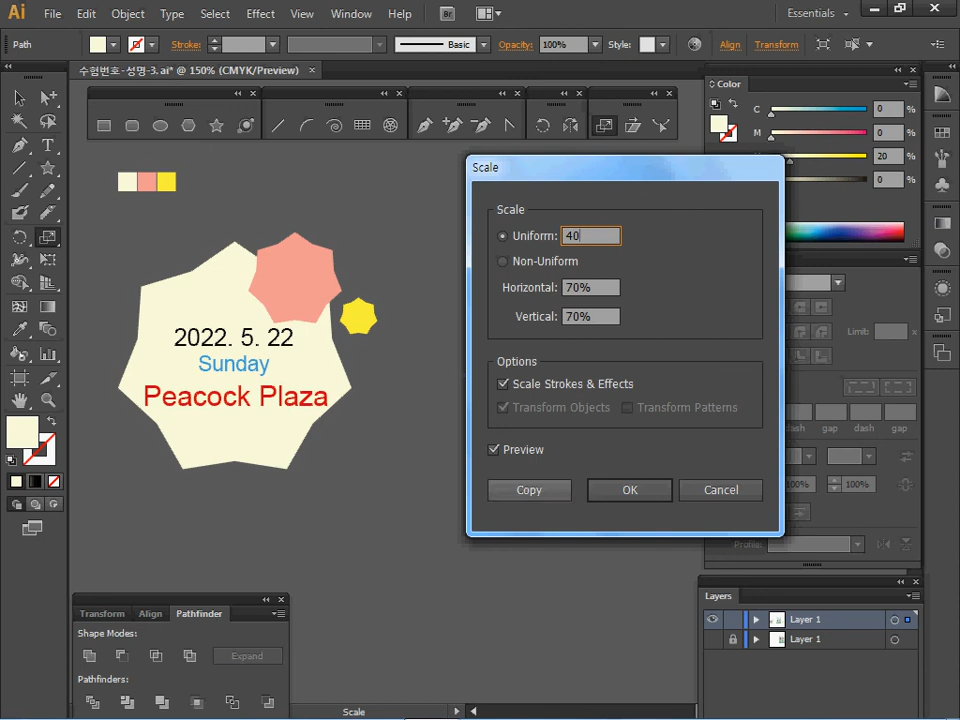 Ai File Edit Object Type Select Effect View Window Help Br Essentials
Path Stroke: Basic Opacity: 100% Style: Align Transform
수험번호-성명-3.ai* @ 150% (CMYK/Preview) ×
Color
C 0 %
M 0 %
20 %
0 %
Scale
Scale
Uniform: 40
Non-Uniform
Horizontal: 70%
Vertical: 70%
Options
Scale Strokes & Effects
Transform Objects Transform Patterns
Preview
Copy OK Cancel
2022. 5. 22
Sunday
Peacock Plaza
Limit: x
gap dash gap
100% 100%
Profile:
Transform Align Pathfinder
Shape Modes:
Expand
Pathfinders:
Layers
Layer 1
Layer 1
Scale